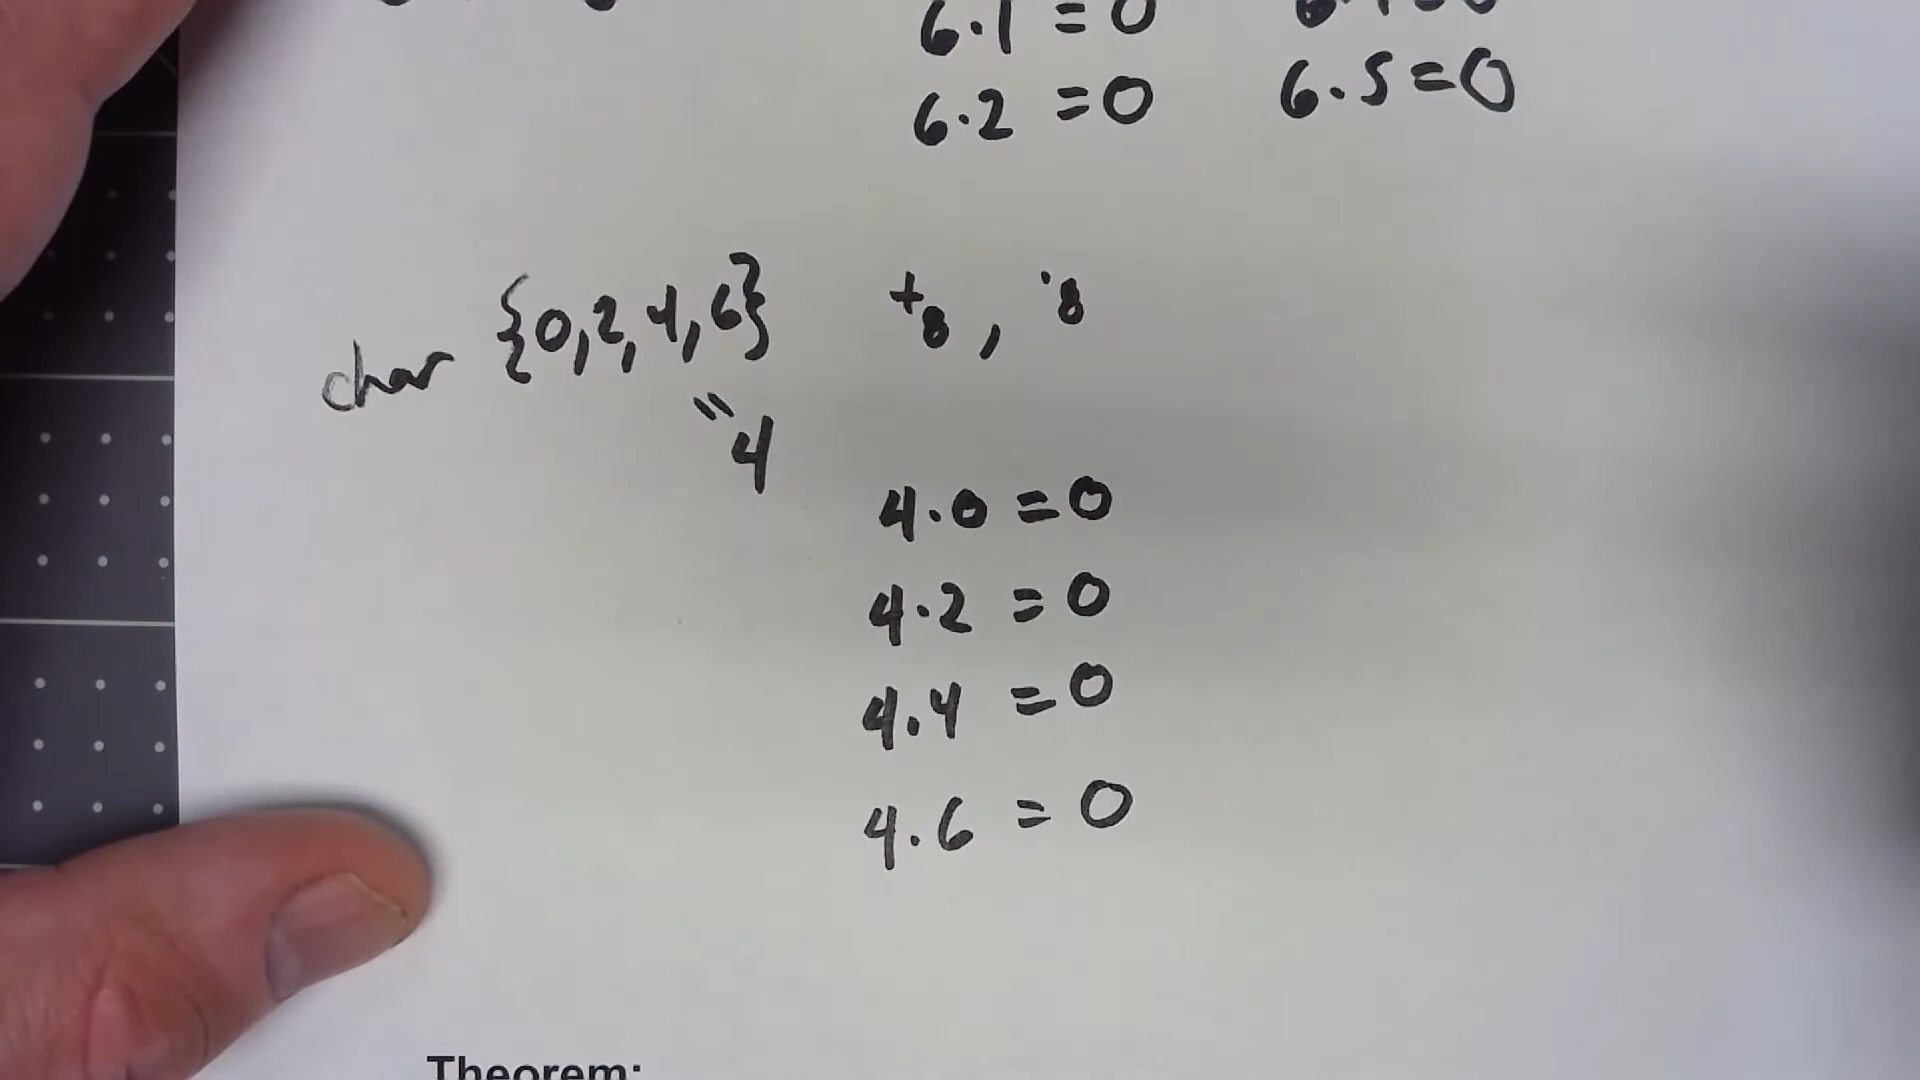 6·1 = 0
6·2 = 0 6·5 = 0
char {0,2,4,6} +₈ , ·₈
"4
4·0 = 0
4·2 = 0
4·4 = 0
4·6 = 0
Theorem: